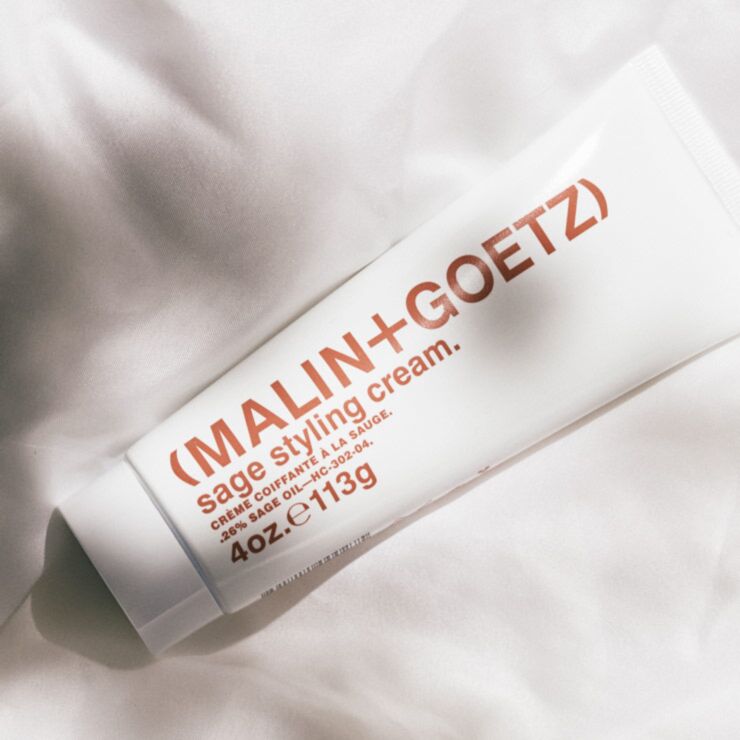 (MALIN+GOETZ)
sage styling cream.
CRÈME COIFFANTE À LA SAUGE.
.26% SAGE OIL—HC-302-04.
4oz.℮113g